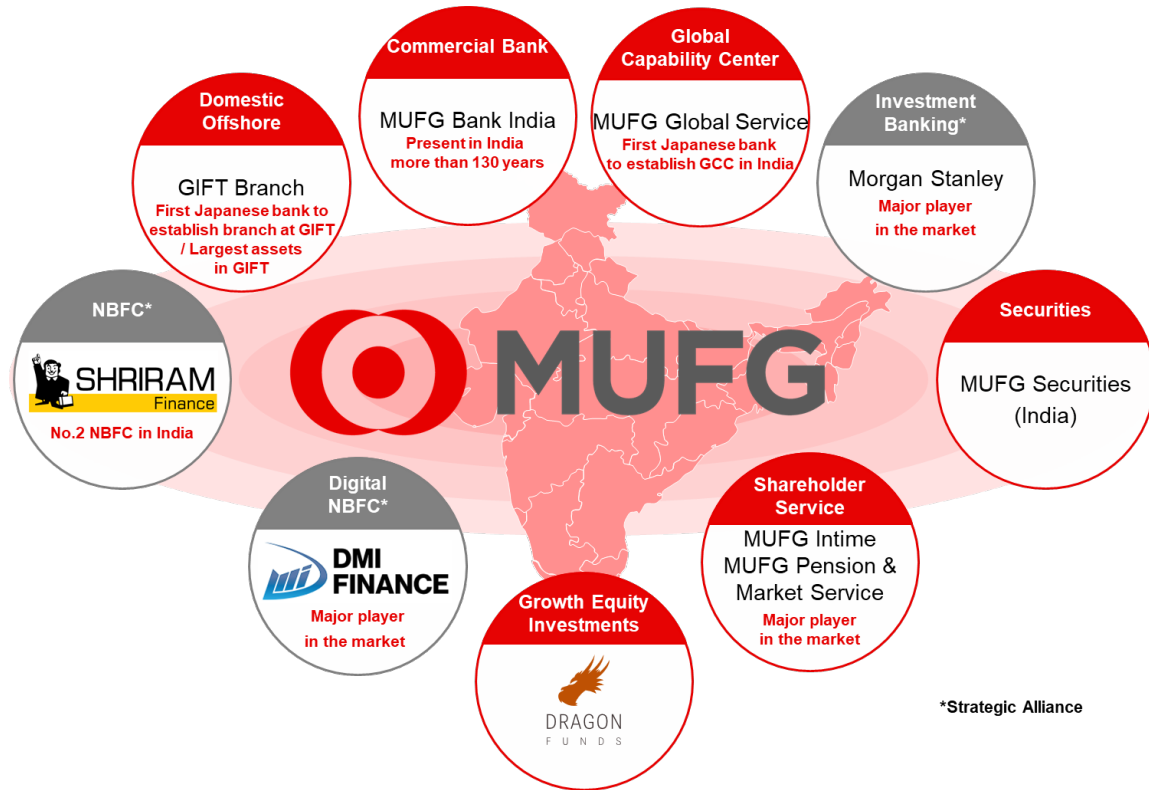 Commercial Bank
MUFG Bank India
Present in India
more than 130 years
Global
Capability Center
MUFG Global Service
First Japanese bank
to establish GCC in India
Domestic
Offshore
GIFT Branch
First Japanese bank to
establish branch at GIFT
/ Largest assets
in GIFT
Investment
Banking*
Morgan Stanley
Major player
in the market
NBFC*
SHRIRAM
Finance
No.2 NBFC in India
MUFG
Securities
MUFG Securities
(India)
Digital
NBFC*
DMI
FINANCE
Major player
in the market
Shareholder
Service
MUFG Intime
MUFG Pension &
Market Service
Major player
in the market
Growth Equity
Investments
DRAGON
FUNDS
*Strategic Alliance